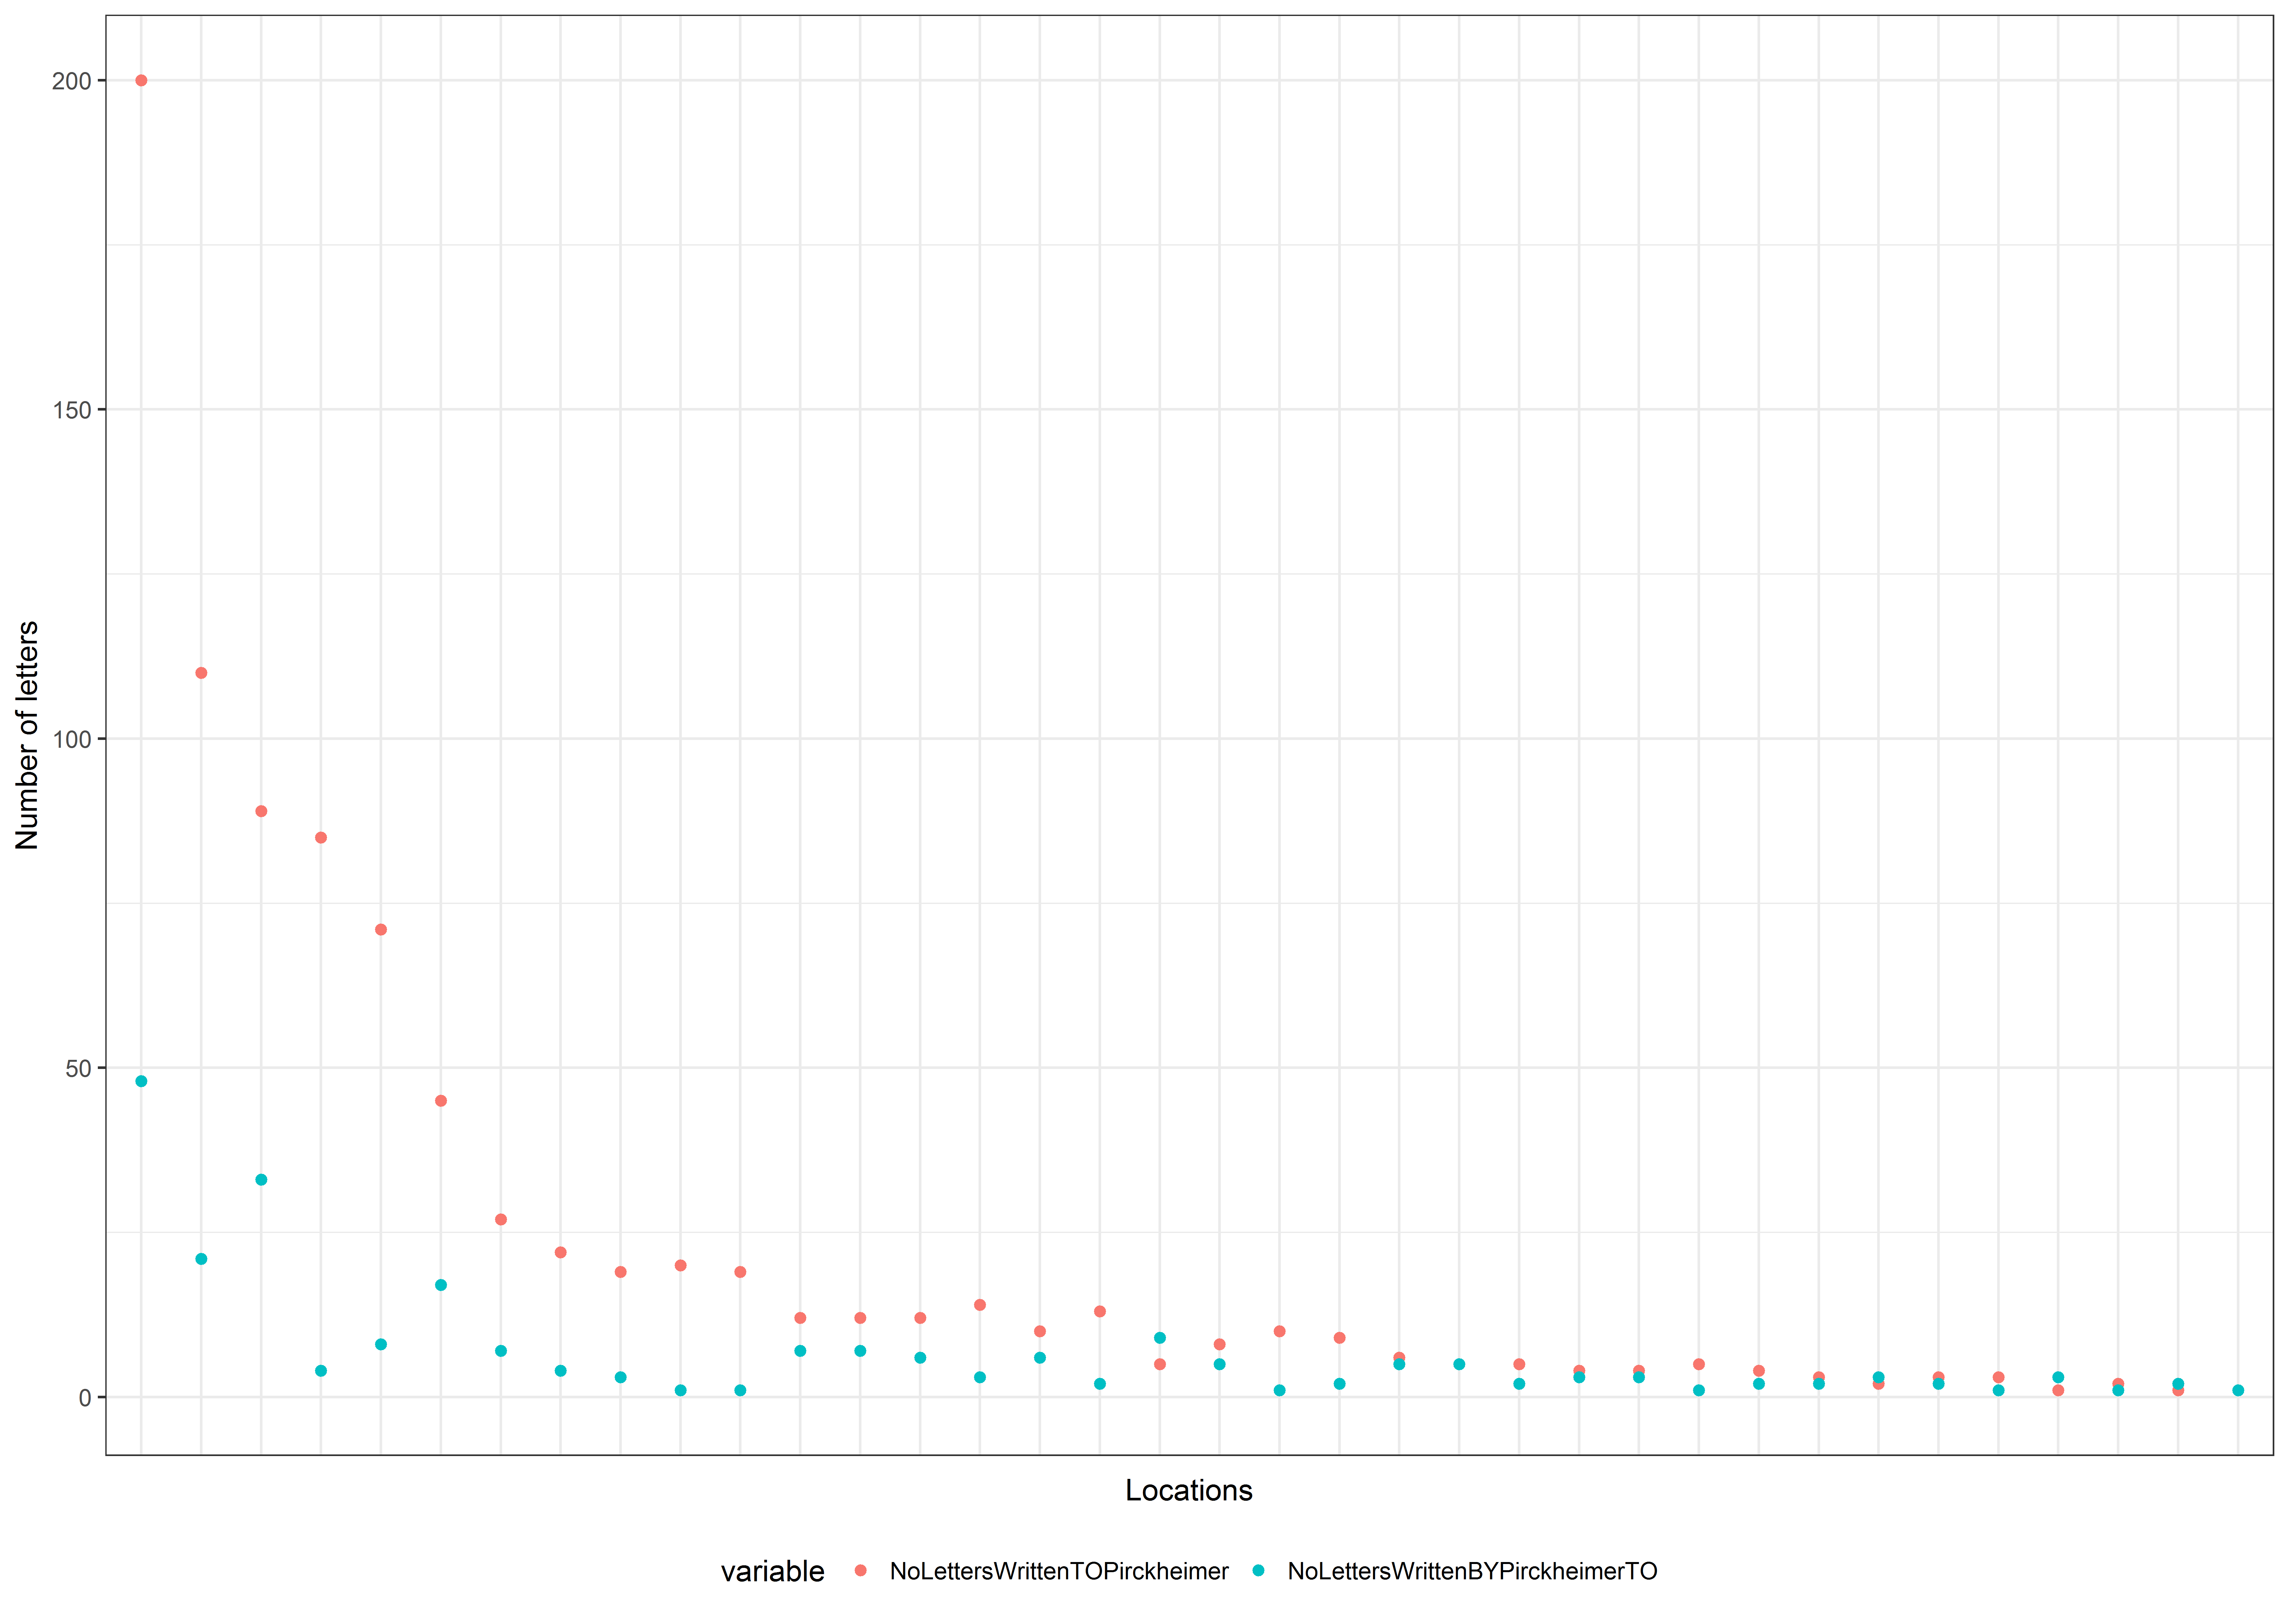 200
150
100
50
0
Number of letters
Locations
variable NoLettersWrittenTOPirckheimer NoLettersWrittenBYPirckheimerTO